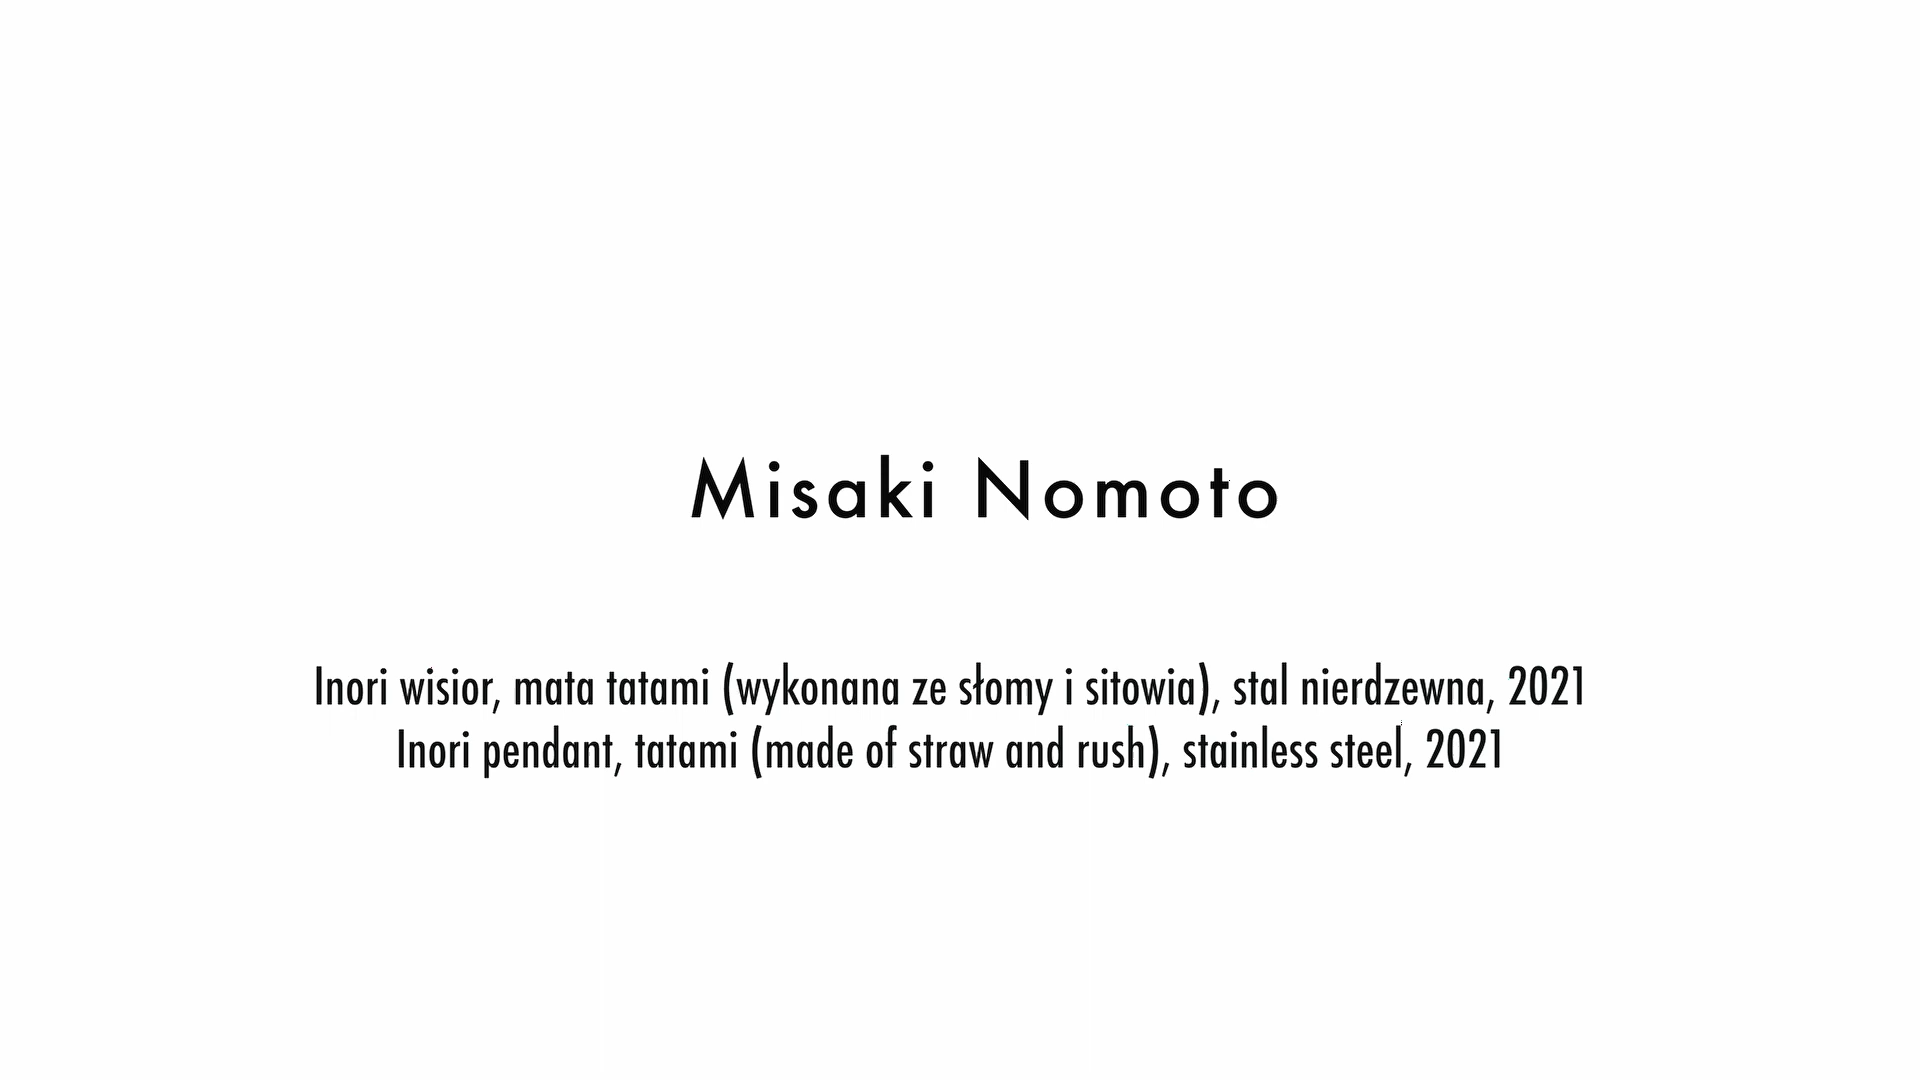 Misaki Nomoto
Inori wisior, mata tatami (wykonana ze słomy i sitowia), stal nierdzewna, 2021
Inori pendant, tatami (made of straw and rush), stainless steel, 2021